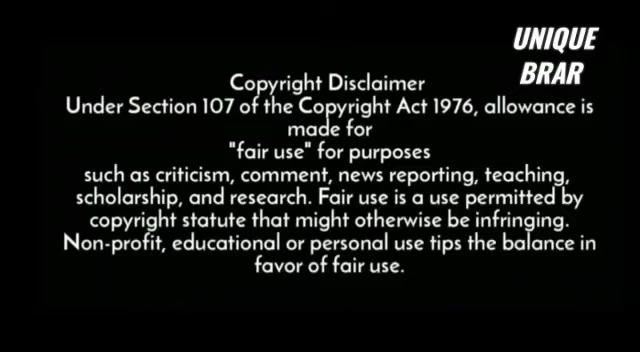 UNIQUE
BRAR
Copyright Disclaimer
Under Section 107 of the Copyright Act 1976, allowance is
made for
"fair use" for purposes
such as criticism, comment, news reporting, teaching,
scholarship, and research. Fair use is a use permitted by
copyright statute that might otherwise be infringing.
Non-profit, educational or personal use tips the balance in
favor of fair use.